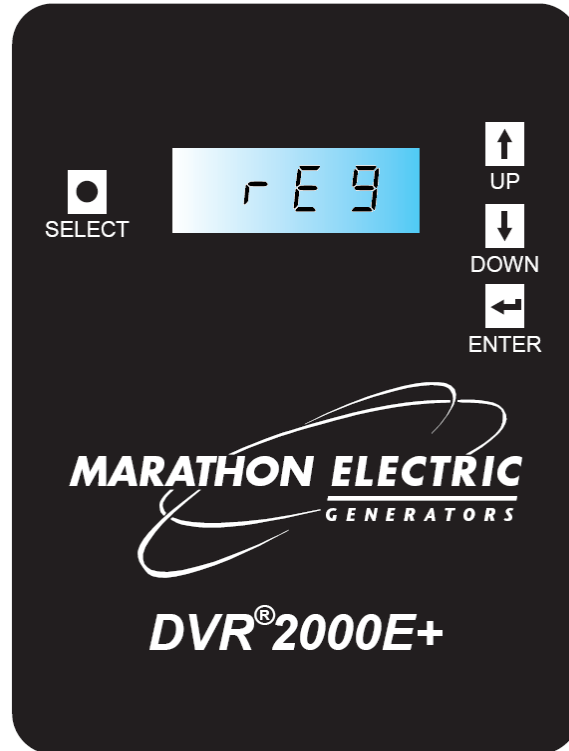 rEg
SELECT
UP
DOWN
ENTER
MARATHON ELECTRIC
GENERATORS
DVR®2000E+